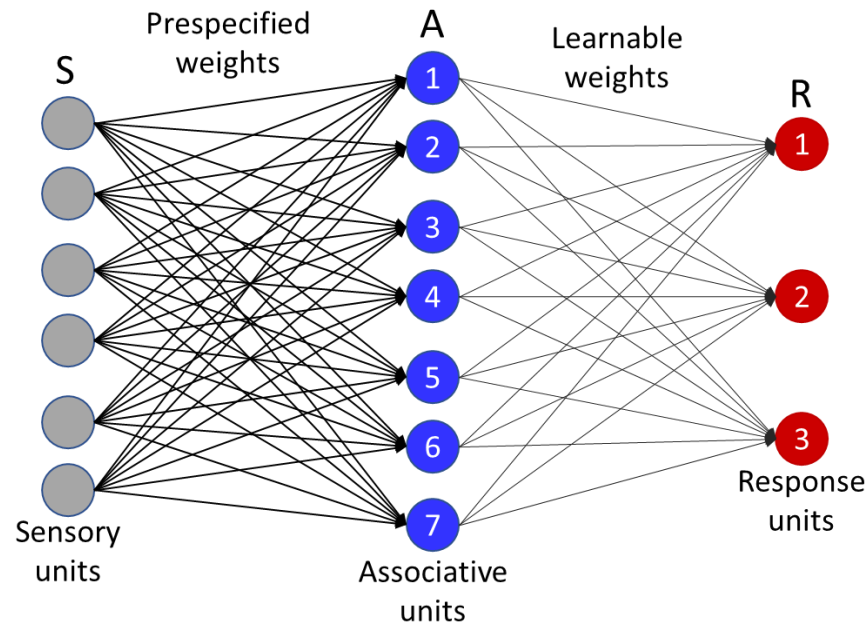 Prespecified
weights
A
Learnable
weights
S
R
1
2
3
4
5
6
7
1
2
3
Sensory
units
Associative
units
Response
units